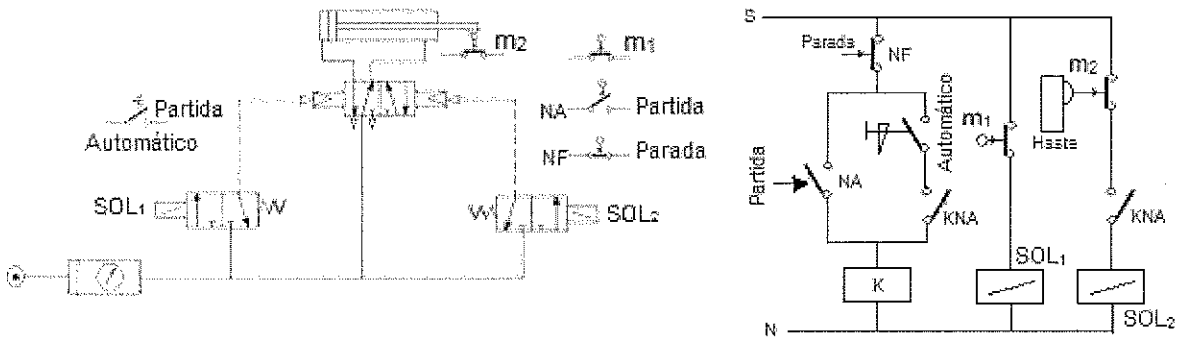 m2
m1
Partida
Automático
NA
Partida
NF
Parada
SOL1
SOL2
S
Parada
NF
m2
m1
Haste
Automático
Partida
NA
KNA
KNA
K
SOL1
SOL2
N